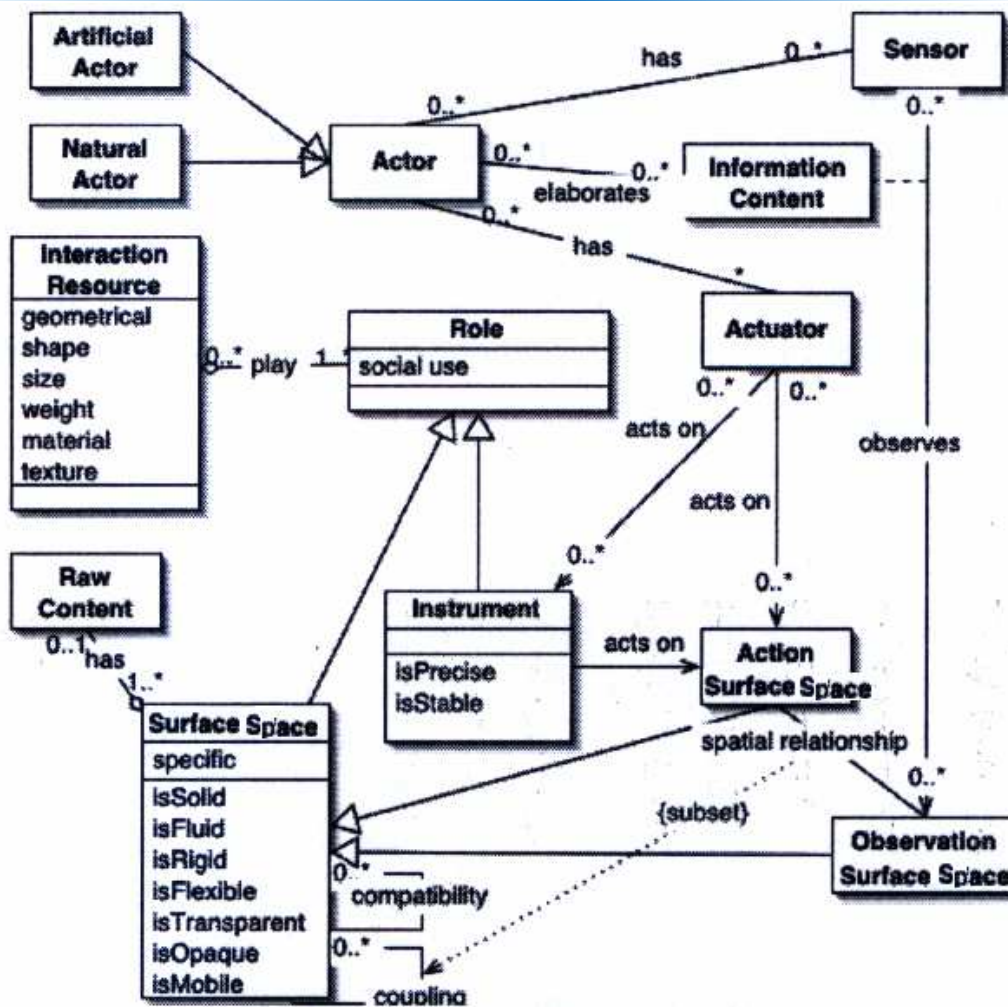 Artificial
Actor
has
0..*
Sensor
0..*
0..*
Natural
Actor
Actor
0..*
0..*
elaborates
Information
Content
0..*
has
*
Interaction
Resource
geometrical
shape
size
weight
material
texture
0..*
play
1..*
Role
social use
Actuator
0..*
0..*
acts on
observes
acts on
0..*
0..*
Raw
Content
0..1
has
1..*
Instrument
isPrecise
isStable
acts on
Action
Surface Space
spatial relationship
0..*
Surface Space
specific
isSolid
isFluid
isRigid
isFlexible
isTransparent
isOpaque
isMobile
{subset}
Observation
Surface Space
0..*
compatibility
0..*
coupling